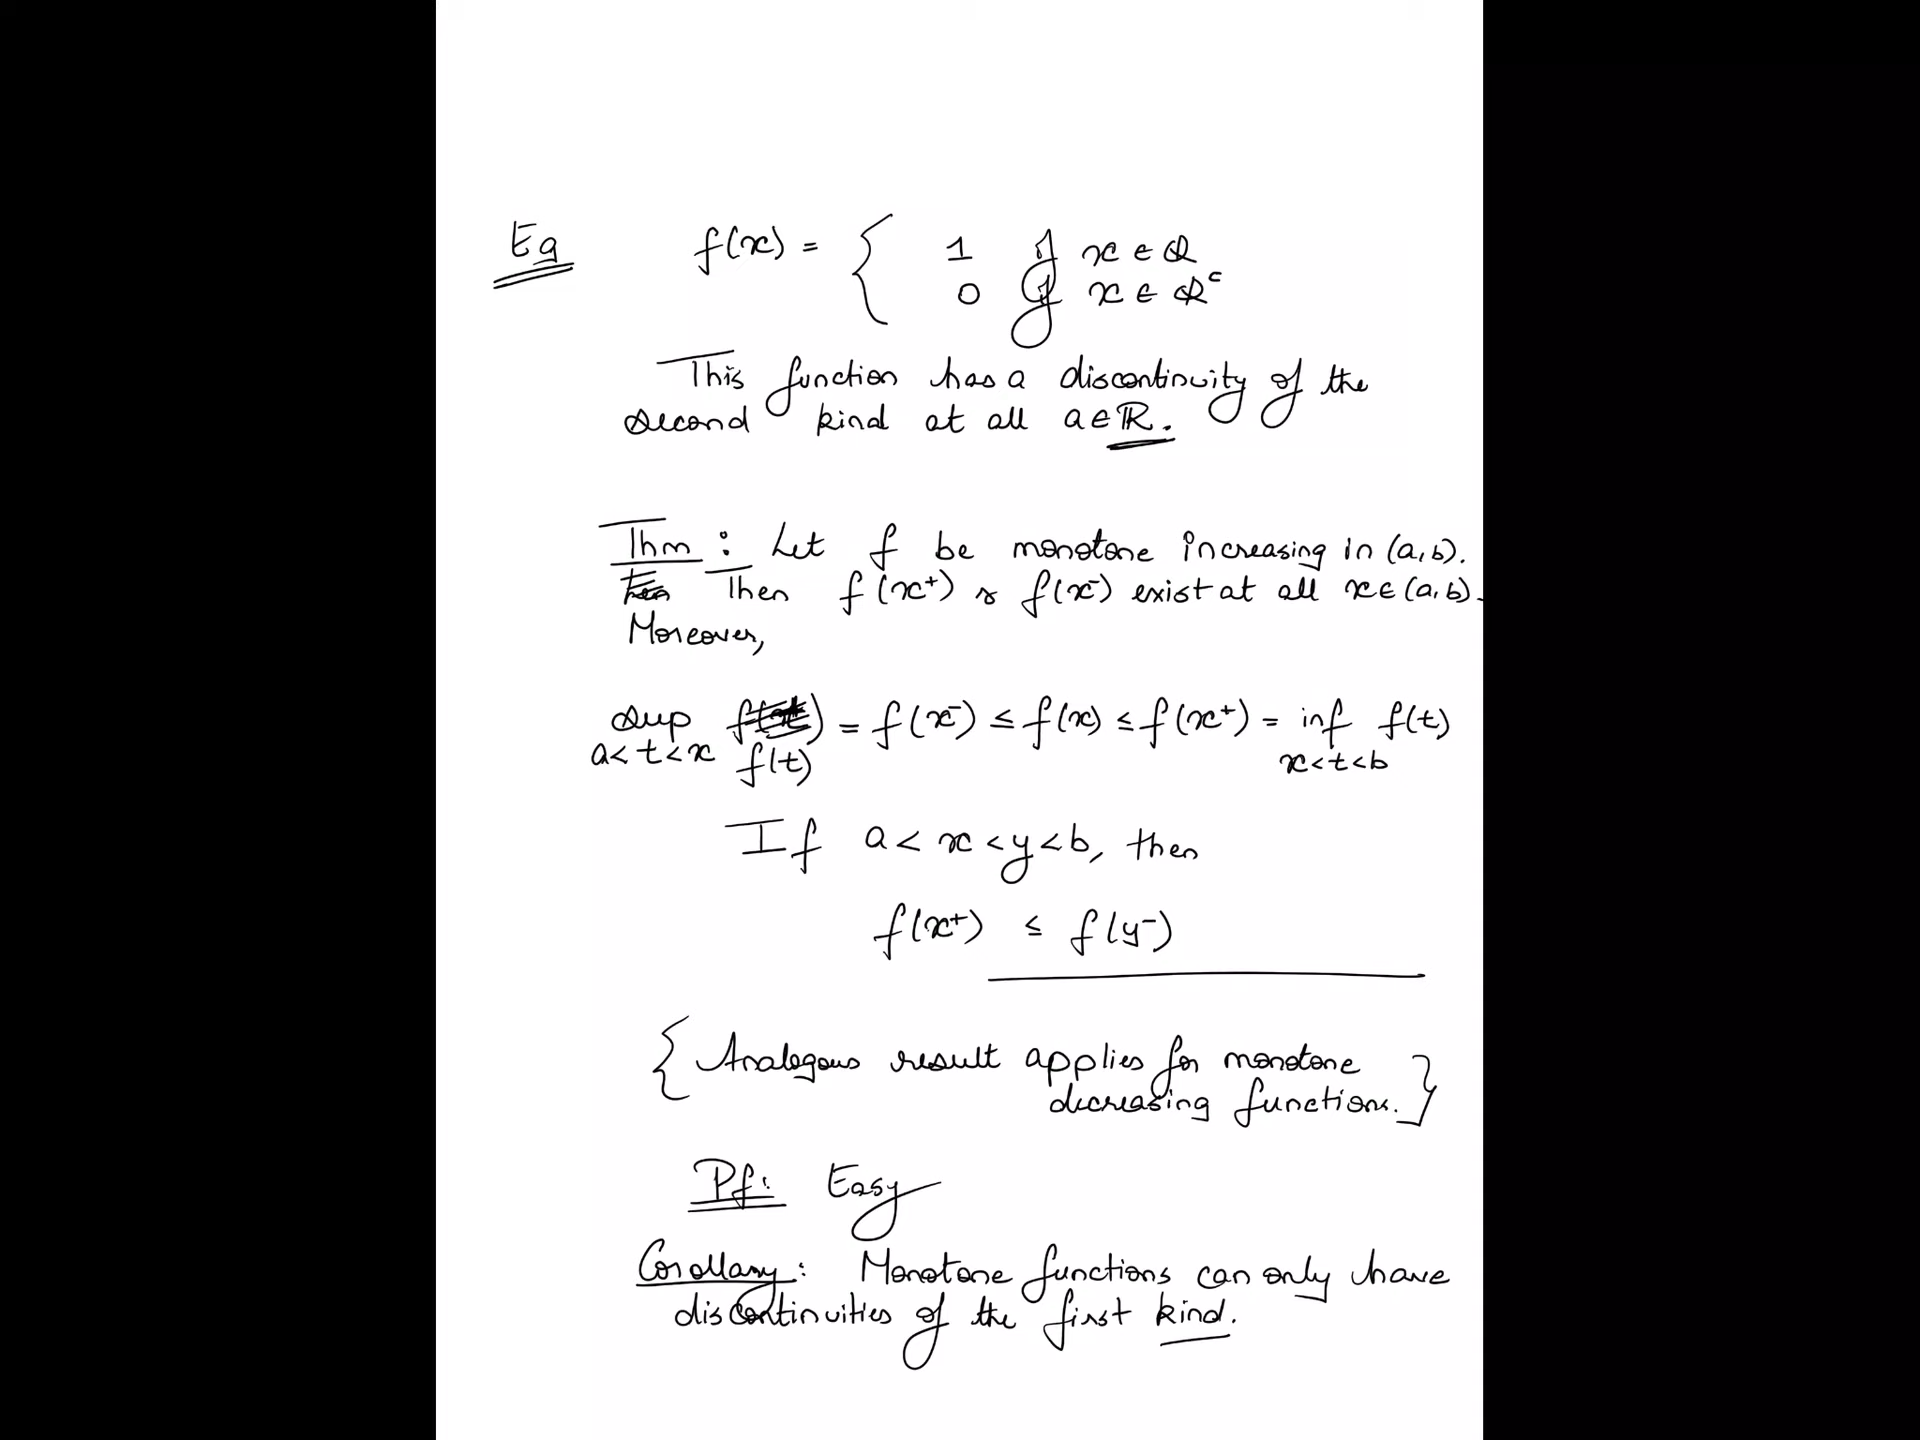 Eg f(x) = { 1 if x ∈ Q
0 if x ∈ Qᶜ
This function has a discontinuity of the
second kind at all a ∈ ℝ.
Thm : Let f be monotone increasing in (a,b).
Then f(x⁺) & f(x⁻) exist at all x ∈ (a,b).
Moreover,
sup f(t) = f(x⁻) ≤ f(x) ≤ f(x⁺) = inf f(t)
a < t < x x < t < b
If a < x < y < b, then
f(x⁺) ≤ f(y⁻)
{ Analogous result applies for monotone
decreasing functions. }
Pf: Easy
Corollary: Monotone functions can only have
discontinuities of the first kind.